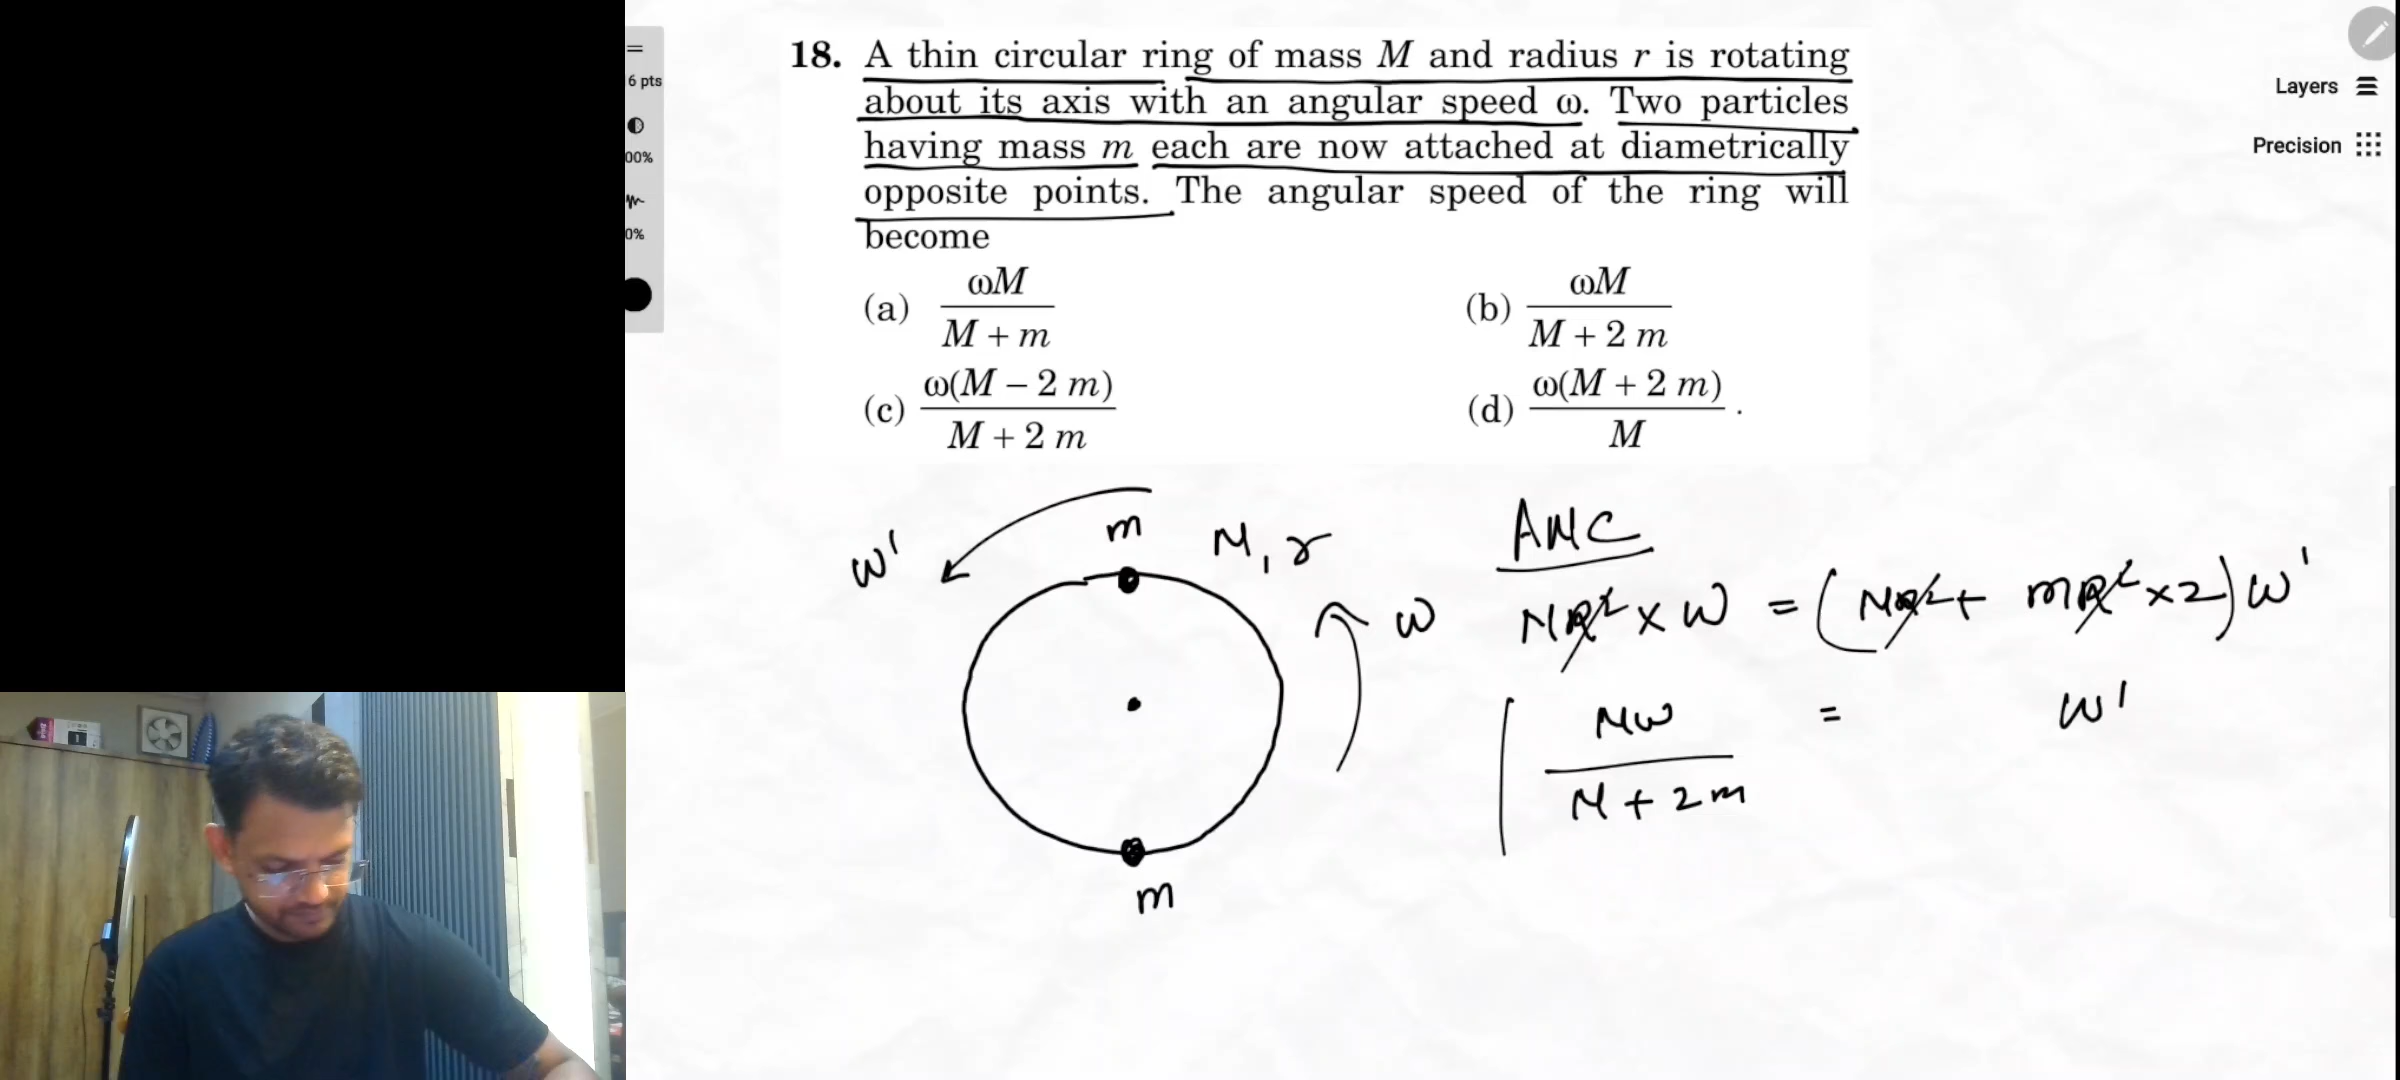 =
6 pts
00%
0%
Layers
Precision
18. A thin circular ring of mass M and radius r is rotating
about its axis with an angular speed ω. Two particles
having mass m each are now attached at diametrically
opposite points. The angular speed of the ring will
become
(a) ωM / M + m
(b) ωM / M + 2 m
(c) ω(M – 2 m) / M + 2 m
(d) ω(M + 2 m) / M .
ω'
m
M, r
ω
m
AMC
MR² × ω = (MR² + mR² × 2) ω'
Mω / M + 2m = ω'